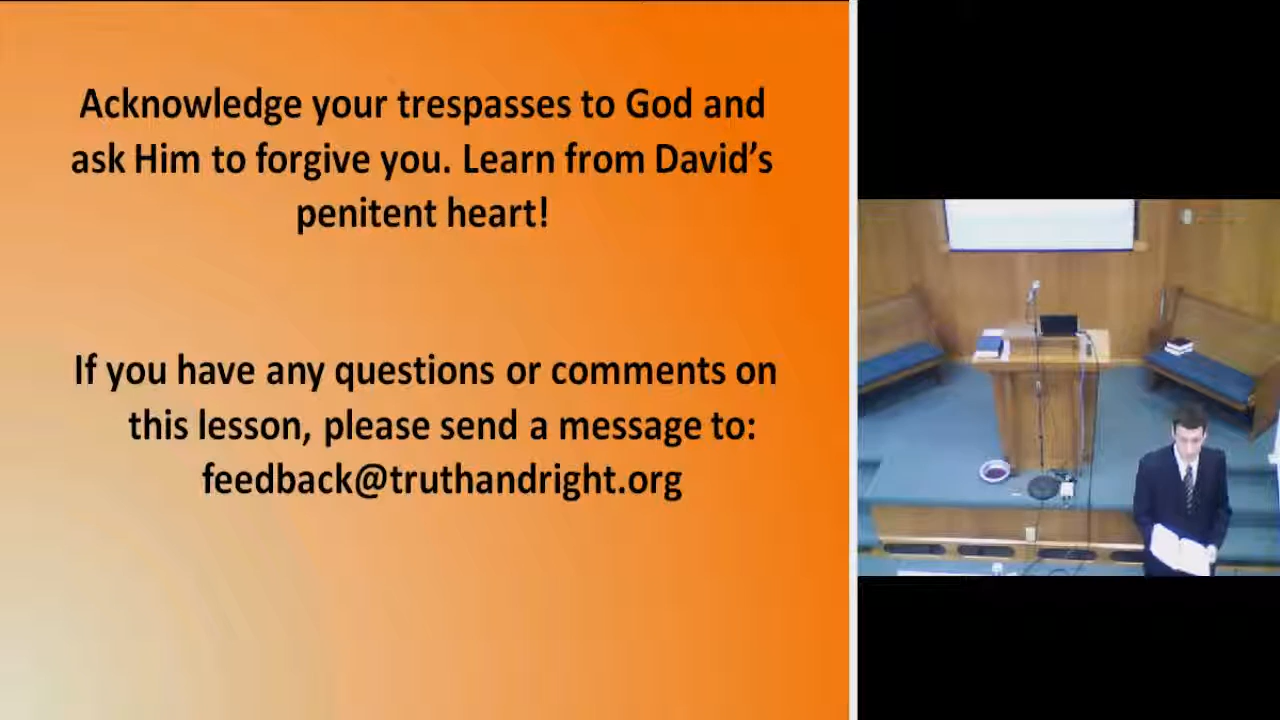 Acknowledge your trespasses to God and
ask Him to forgive you. Learn from David’s
penitent heart!
If you have any questions or comments on
this lesson, please send a message to:
feedback@truthandright.org